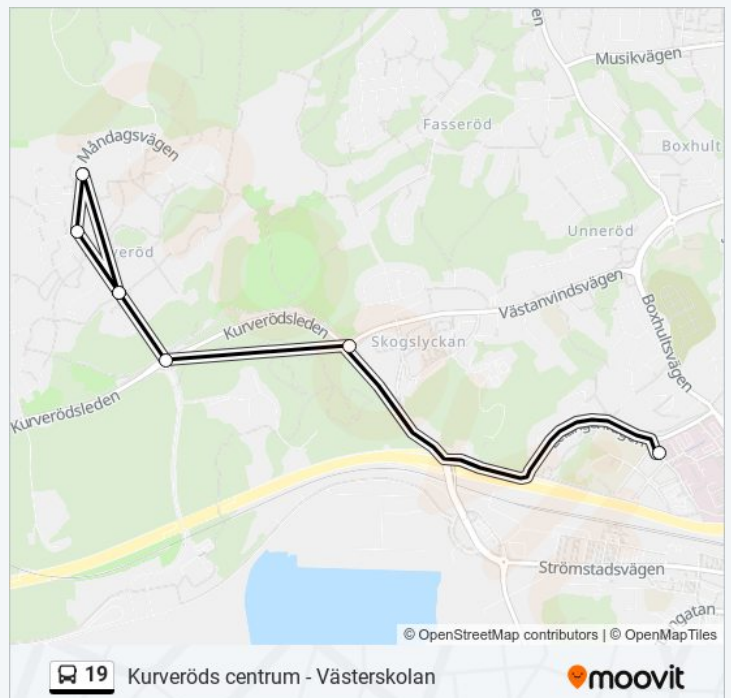 Musikvägen
Fasseröd
Boxhult
Måndagsvägen
Unneröd
Västanvindsvägen
Kurverödsleden
Skogslyckan
Boxhultsvägen
Kurverödsleden
Strömstadsvägen
© OpenStreetMap contributors | © OpenMapTiles
19 Kurveröds centrum - Västerskolan
moovit